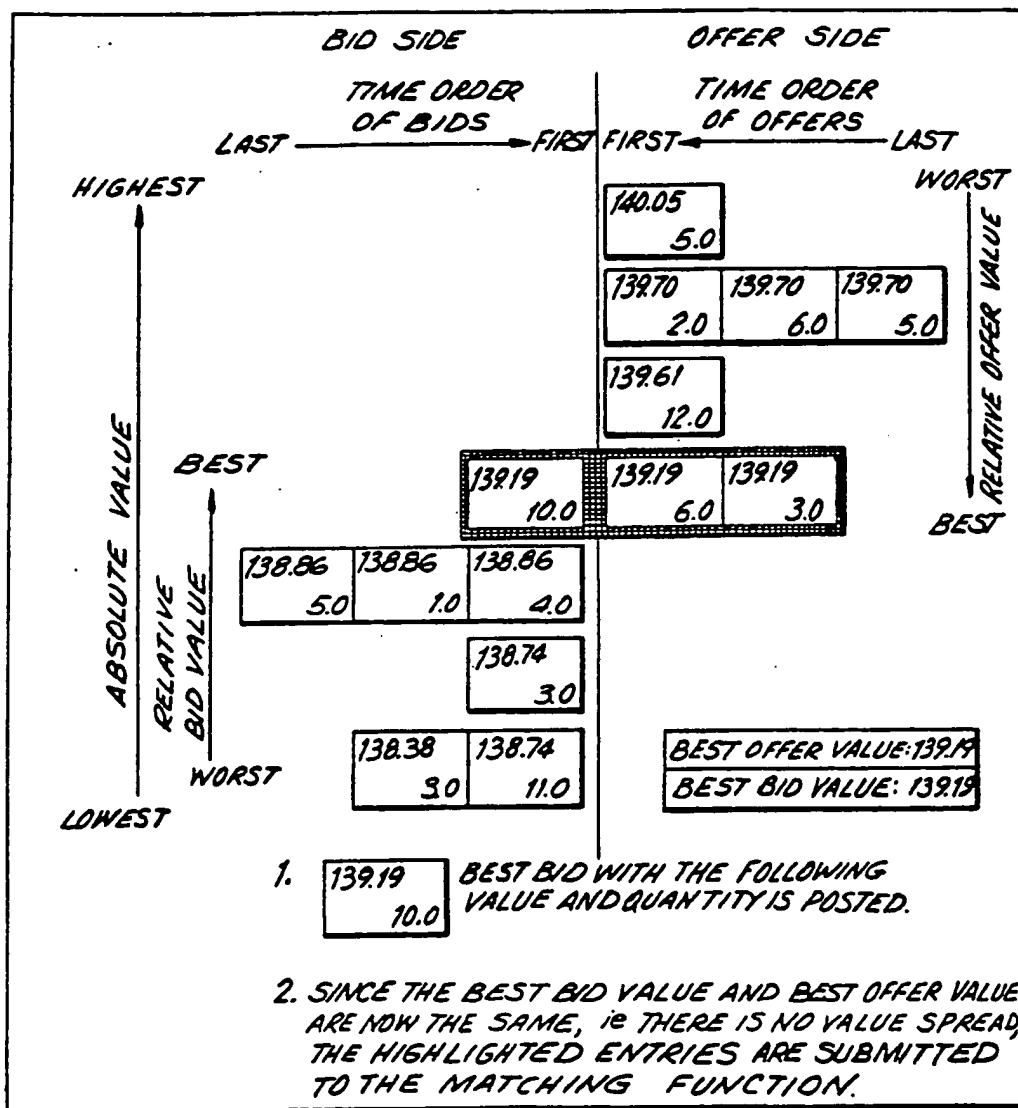 BID SIDE
OFFER SIDE
TIME ORDER
OF BIDS
TIME ORDER
OF OFFERS
LAST
FIRST
FIRST
LAST
HIGHEST
WORST
140.05
5.0
139.70 139.70 139.70
2.0 6.0 5.0
RELATIVE OFFER VALUE
139.61
12.0
ABSOLUTE VALUE
BEST
139.19 139.19 139.19
10.0 6.0 3.0
BEST
138.86 138.86 138.86
5.0 1.0 4.0
RELATIVE
BID VALUE
138.74
3.0
138.38 138.74
3.0 11.0
WORST
LOWEST
BEST OFFER VALUE:139.19
BEST BID VALUE: 139.19
1. 139.19
10.0
BEST BID WITH THE FOLLOWING
VALUE AND QUANTITY IS POSTED.
2. SINCE THE BEST BID VALUE AND BEST OFFER VALUE
ARE NOW THE SAME, ie THERE IS NO VALUE SPREAD,
THE HIGHLIGHTED ENTRIES ARE SUBMITTED
TO THE MATCHING FUNCTION.